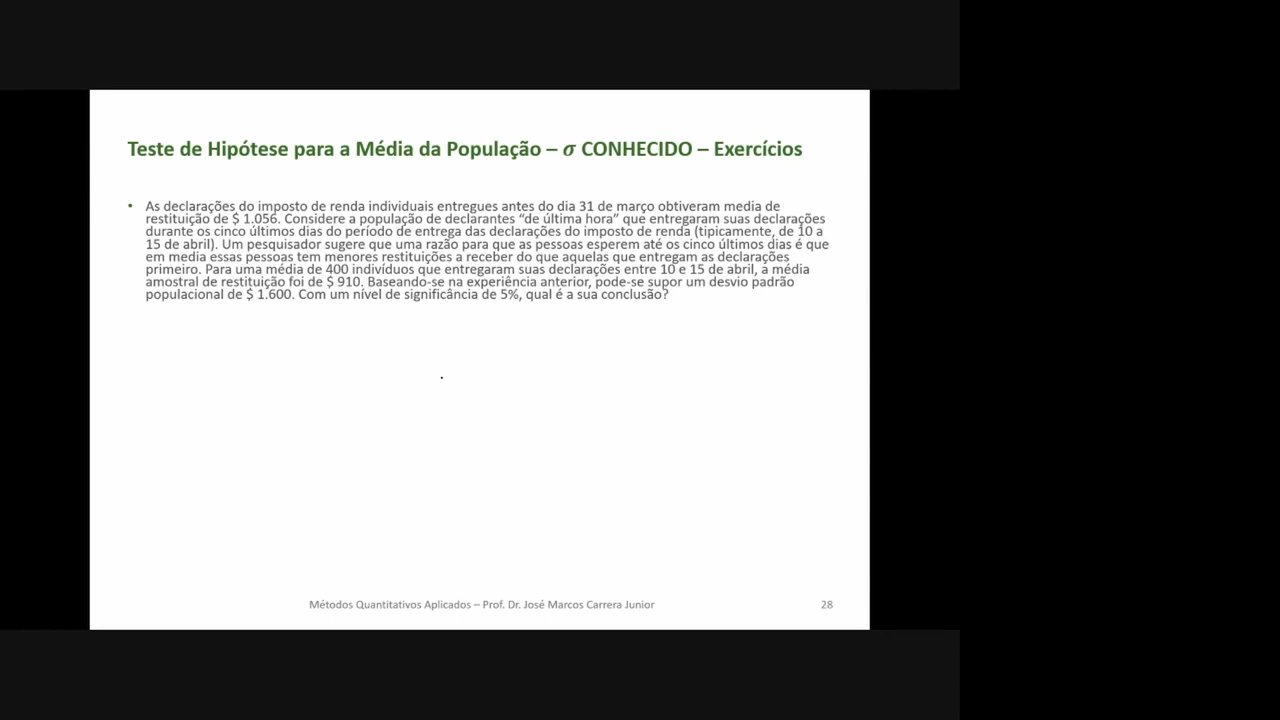 Teste de Hipótese para a Média da População – σ CONHECIDO – Exercícios
• As declarações do imposto de renda individuais entregues antes do dia 31 de março obtiveram media de
restituição de $ 1.056. Considere a população de declarantes “de última hora” que entregaram suas declarações
durante os cinco últimos dias do período de entrega das declarações do imposto de renda (tipicamente, de 10 a
15 de abril). Um pesquisador sugere que uma razão para que as pessoas esperem até os cinco últimos dias é que
em media essas pessoas tem menores restituições a receber do que aquelas que entregam as declarações
primeiro. Para uma média de 400 indivíduos que entregaram suas declarações entre 10 e 15 de abril, a média
amostral de restituição foi de $ 910. Baseando-se na experiência anterior, pode-se supor um desvio padrão
populacional de $ 1.600. Com um nível de significância de 5%, qual é a sua conclusão?
Métodos Quantitativos Aplicados – Prof. Dr. José Marcos Carrera Junior
28